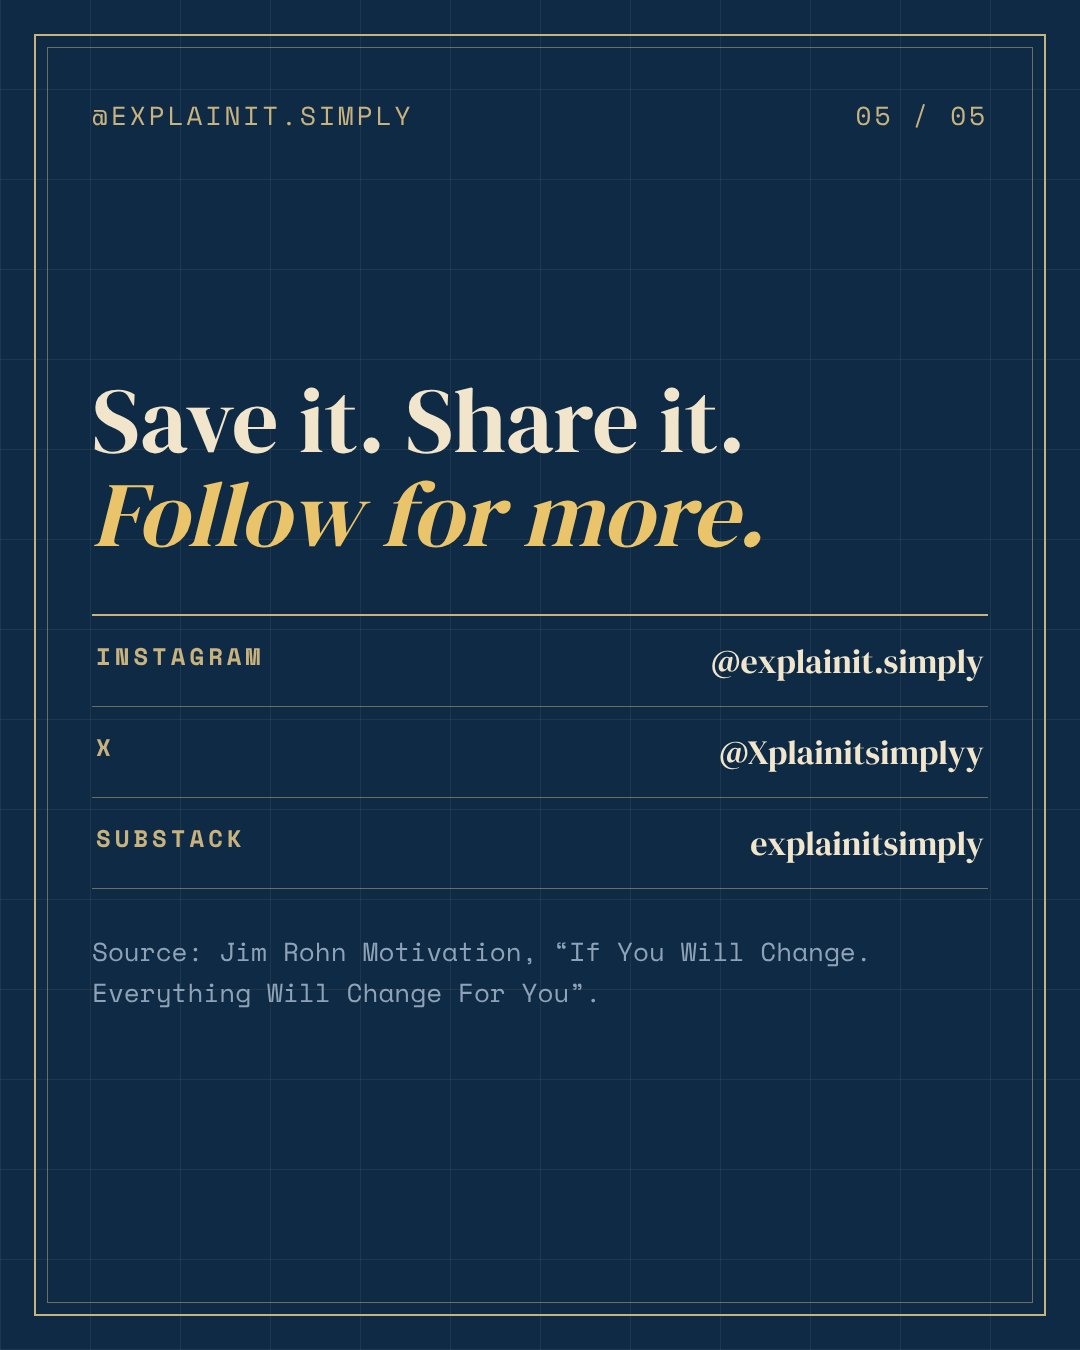 @EXPLAINIT.SIMPLY
05 / 05
Save it. Share it.
Follow for more.
INSTAGRAM
@explainit.simply
X
@Xplainitsimplyy
SUBSTACK
explainitsimply
Source: Jim Rohn Motivation, “If You Will Change.
Everything Will Change For You”.